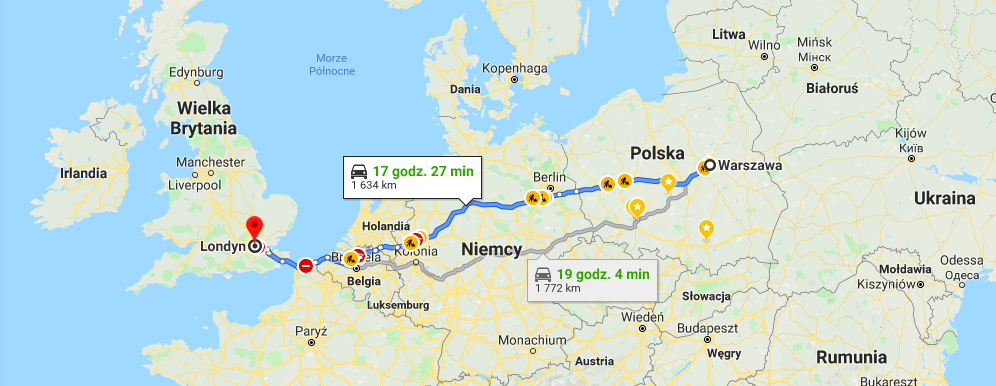 Litwa
Wilno
Mińsk
Мінск
Białoruś
Morze
Północne
Kopenhaga
Dania
Edynburg
Wielka
Brytania
Irlandia
Manchester
Liverpool
Kijów
Київ
Ukraina
Polska
Warszawa
17 godz. 27 min
1 634 km
Berlin
Holandia
Londyn
Kolonia
Niemcy
19 godz. 4 min
1 772 km
Belgia
Luksemburg
Paryż
Słowacja
Wiedeń
Budapeszt
Węgry
Monachium
Austria
Mołdawia
Kiszyniów
Odessa
Одеса
Rumunia
Bukareszt